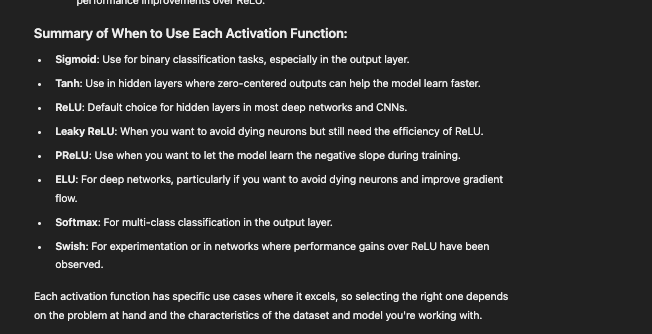 performance improvements over ReLU.
Summary of When to Use Each Activation Function:
• Sigmoid: Use for binary classification tasks, especially in the output layer.
• Tanh: Use in hidden layers where zero-centered outputs can help the model learn faster.
• ReLU: Default choice for hidden layers in most deep networks and CNNs.
• Leaky ReLU: When you want to avoid dying neurons but still need the efficiency of ReLU.
• PReLU: Use when you want to let the model learn the negative slope during training.
• ELU: For deep networks, particularly if you want to avoid dying neurons and improve gradient
flow.
• Softmax: For multi-class classification in the output layer.
• Swish: For experimentation or in networks where performance gains over ReLU have been
observed.
Each activation function has specific use cases where it excels, so selecting the right one depends
on the problem at hand and the characteristics of the dataset and model you're working with.